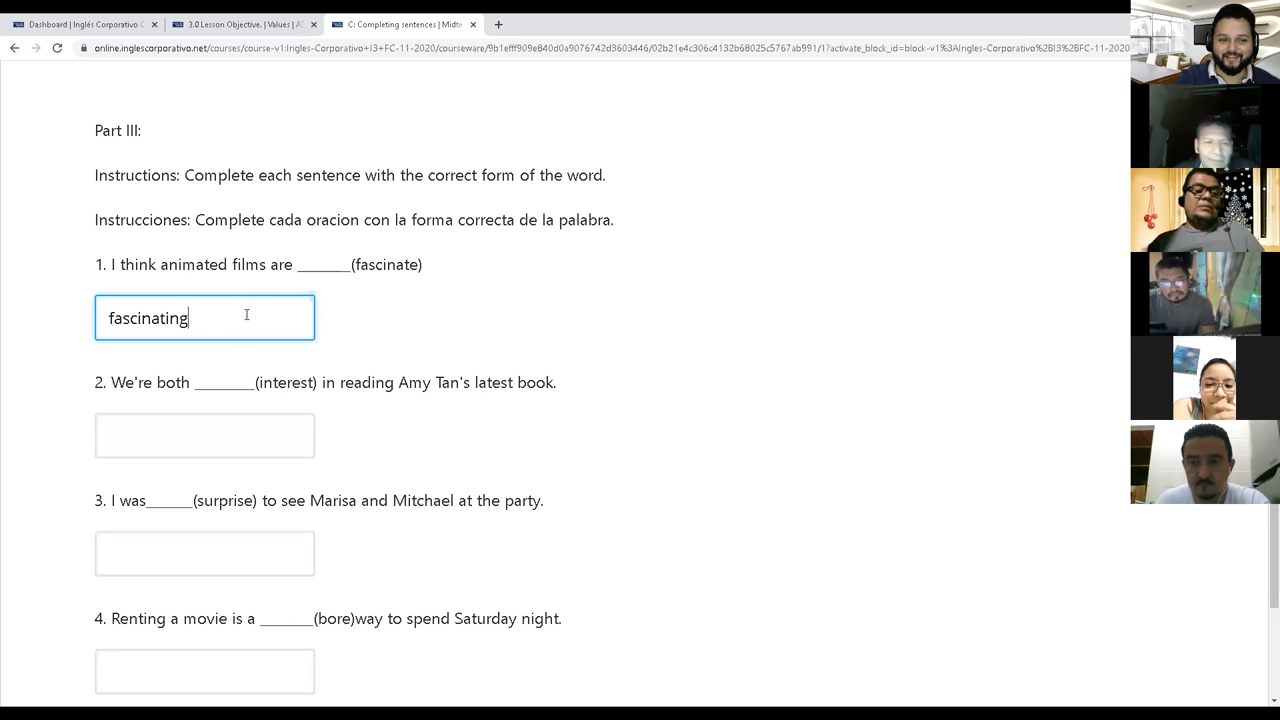 Dashboard | Inglés Corporativo
3.0 Lesson Objective. | Values |
C: Completing sentences | Midt
online.inglescorporativo.net/courses/course-v1:Ingles-Corporativo+I3+FC-11-2020/courseware/9b1efff909e840d0a9076742d3603446/02b21e4c306c4132b68025c5767ab991/1?activate_block_id=block-v1%3AIngles-Corporativo%2BI3%2BFC-11-2020
Part III:
Instructions: Complete each sentence with the correct form of the word.
Instrucciones: Complete cada oracion con la forma correcta de la palabra.
1. I think animated films are _______(fascinate)
fascinating
2. We're both ________(interest) in reading Amy Tan's latest book.
3. I was______(surprise) to see Marisa and Mitchael at the party.
4. Renting a movie is a _______(bore)way to spend Saturday night.